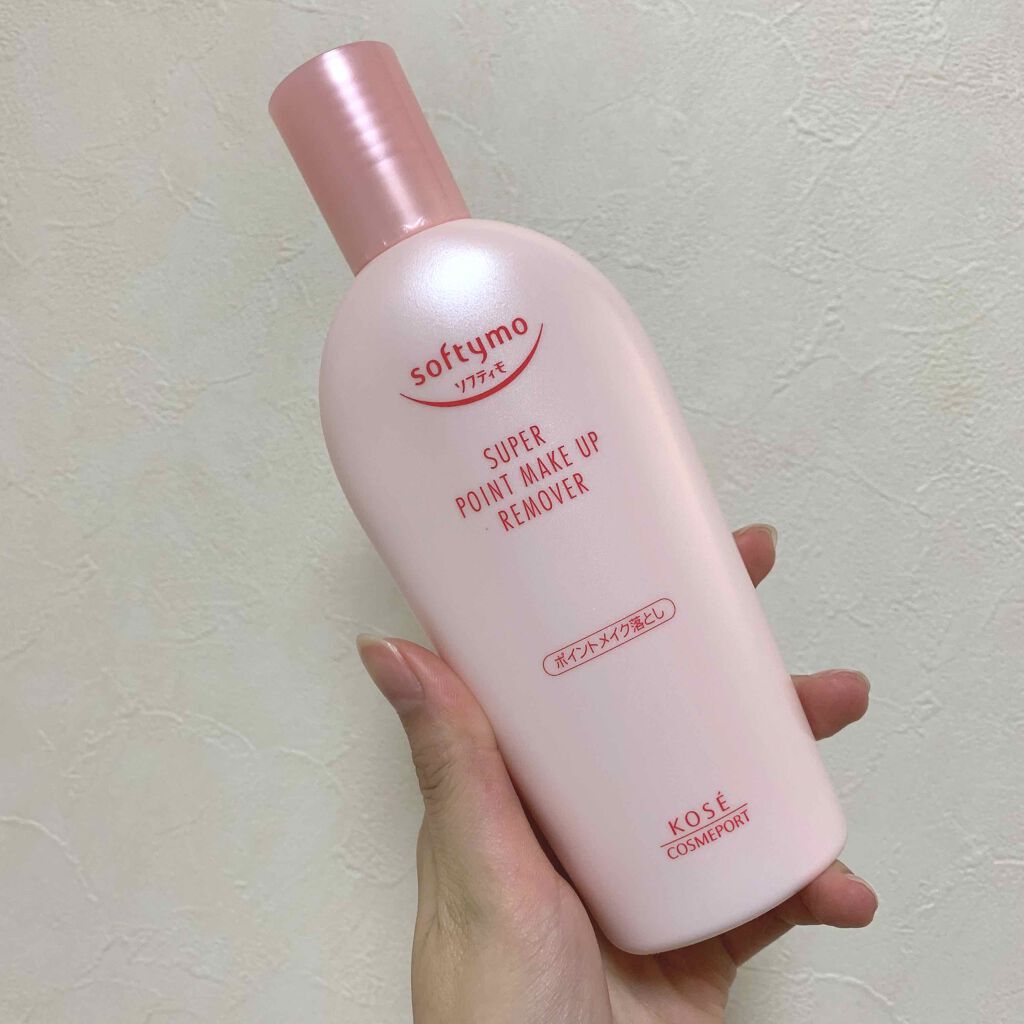 softymo
ソフティモ
SUPER
POINT MAKE UP
REMOVER
ポイントメイク落とし
KOSÉ
COSMEPORT